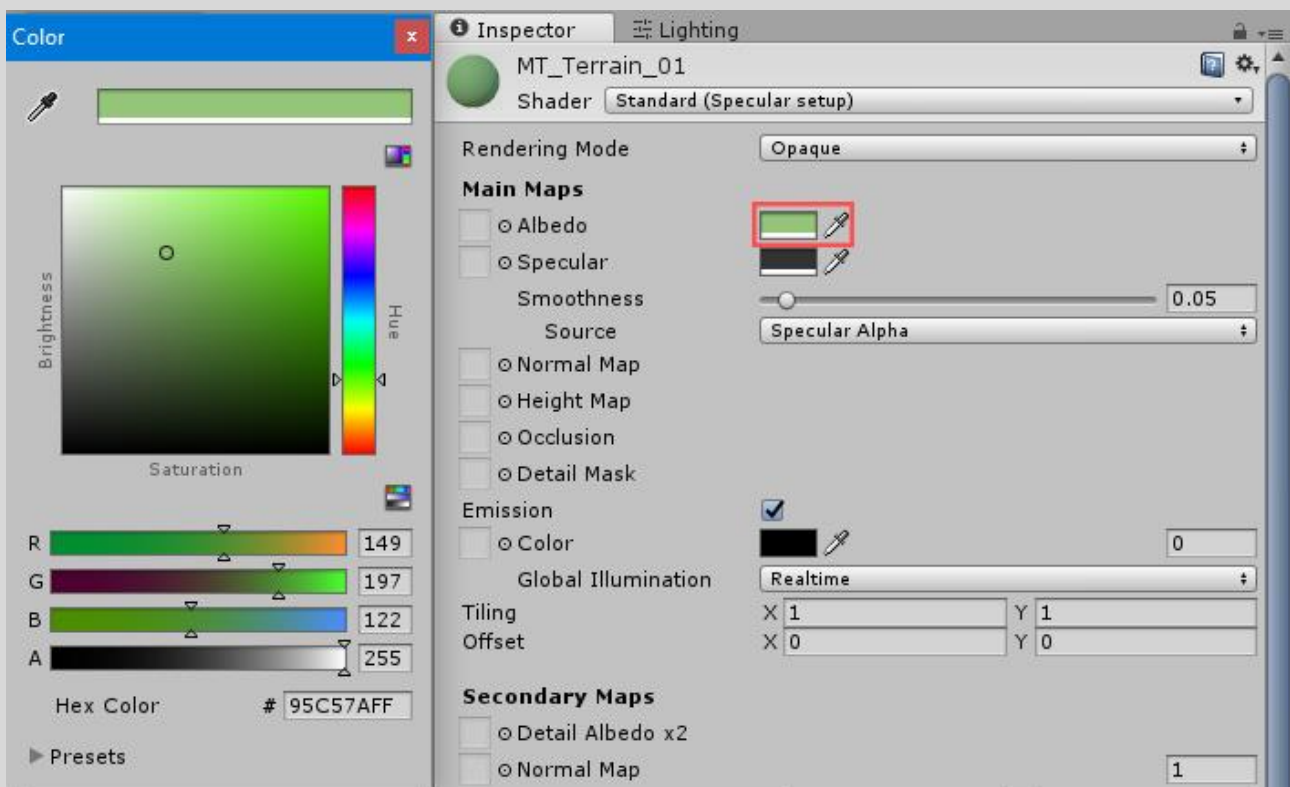 Color
x
Brightness
Hue
Saturation
R 149
G 197
B 122
A 255
Hex Color # 95C57AFF
Presets
Inspector
Lighting
MT_Terrain_01
Shader Standard (Specular setup)
Rendering Mode Opaque
Main Maps
Albedo
Specular
Smoothness 0.05
Source Specular Alpha
Normal Map
Height Map
Occlusion
Detail Mask
Emission
Color 0
Global Illumination Realtime
Tiling X 1 Y 1
Offset X 0 Y 0
Secondary Maps
Detail Albedo x2
Normal Map 1